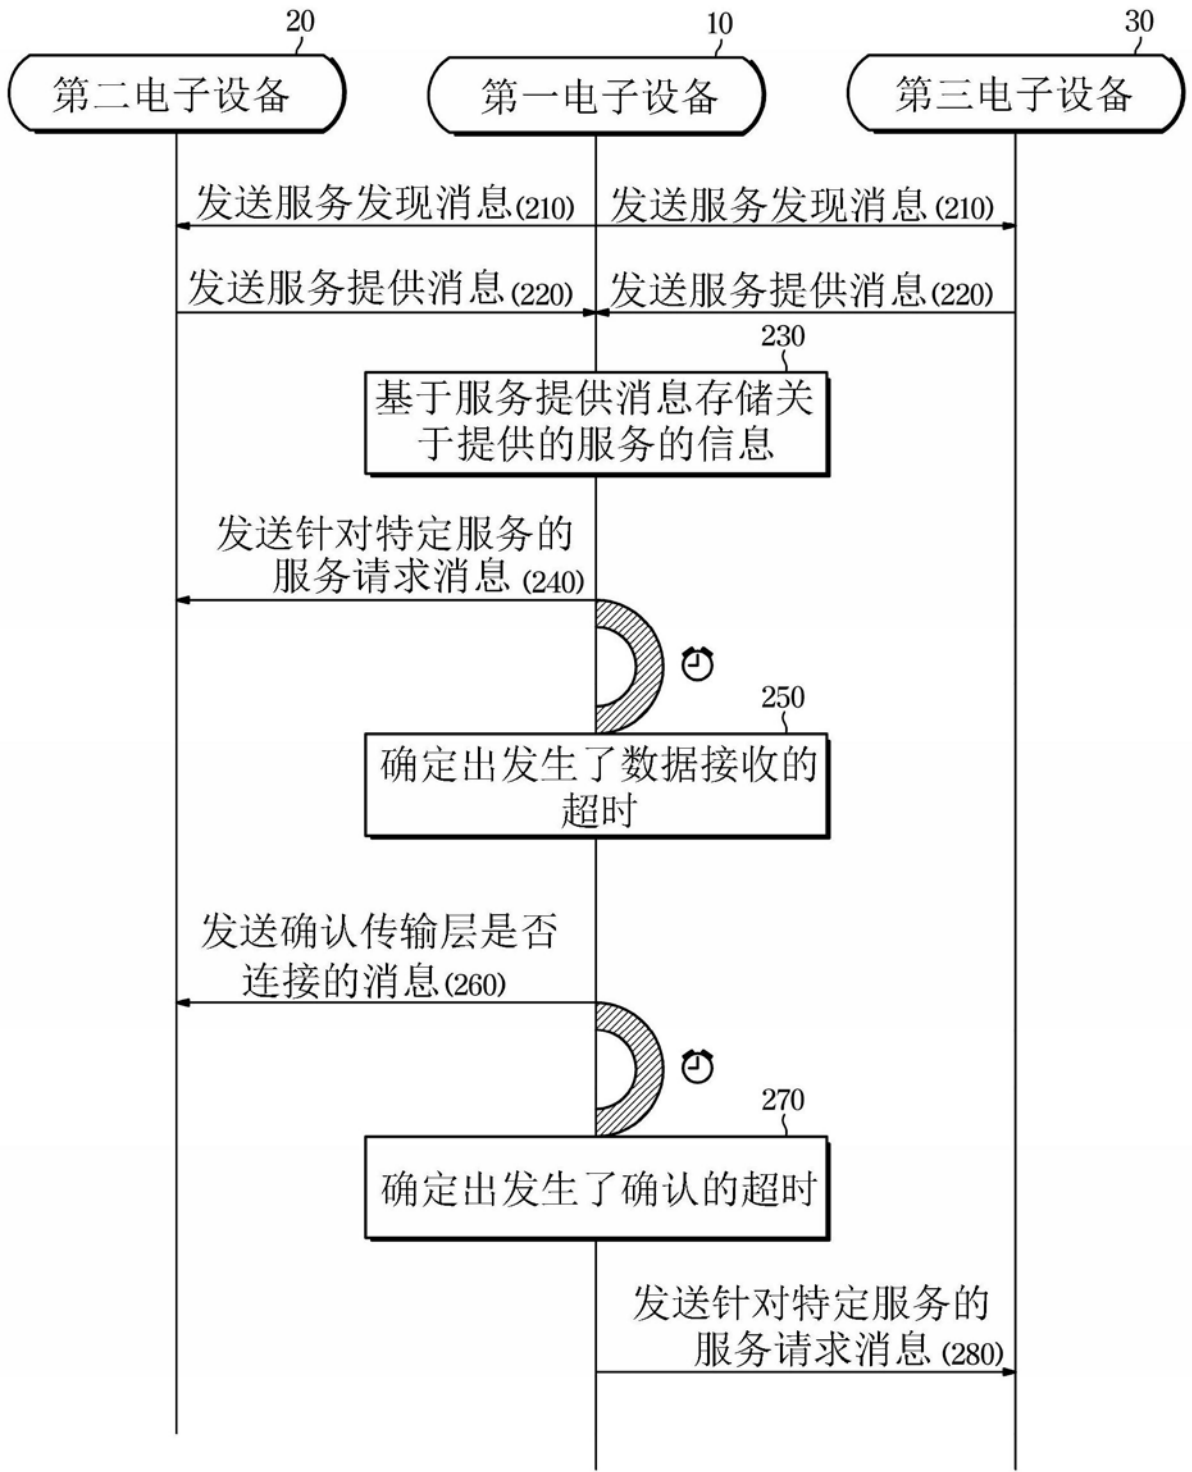 20
10
30
第二电子设备
第一电子设备
第三电子设备
发送服务发现消息(210)
发送服务发现消息(210)
发送服务提供消息(220)
发送服务提供消息(220)
230
基于服务提供消息存储关
于提供的服务的信息
发送针对特定服务的
服务请求消息(240)
250
确定出发生了数据接收的
超时
发送确认传输层是否
连接的消息(260)
270
确定出发生了确认的超时
发送针对特定服务的
服务请求消息(280)